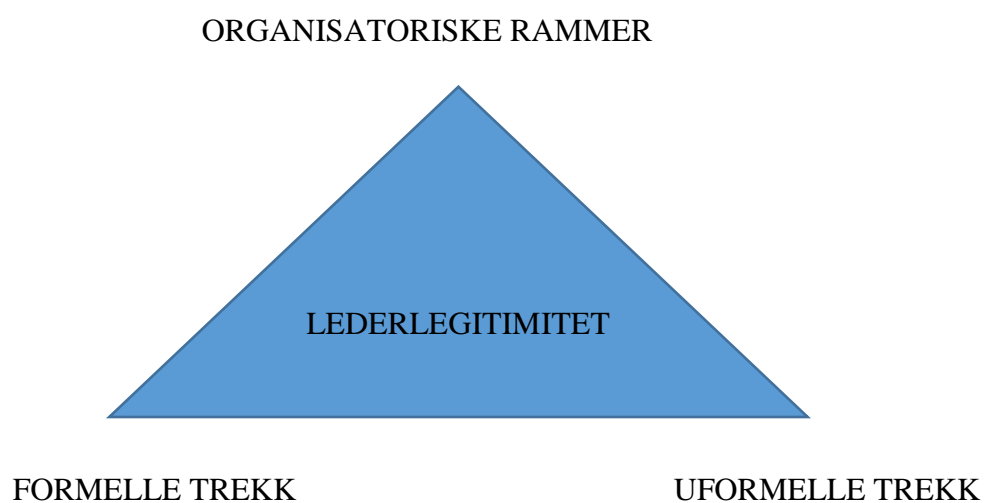 ORGANISATORISKE RAMMER
LEDERLEGITIMITET
FORMELLE TREKK
UFORMELLE TREKK